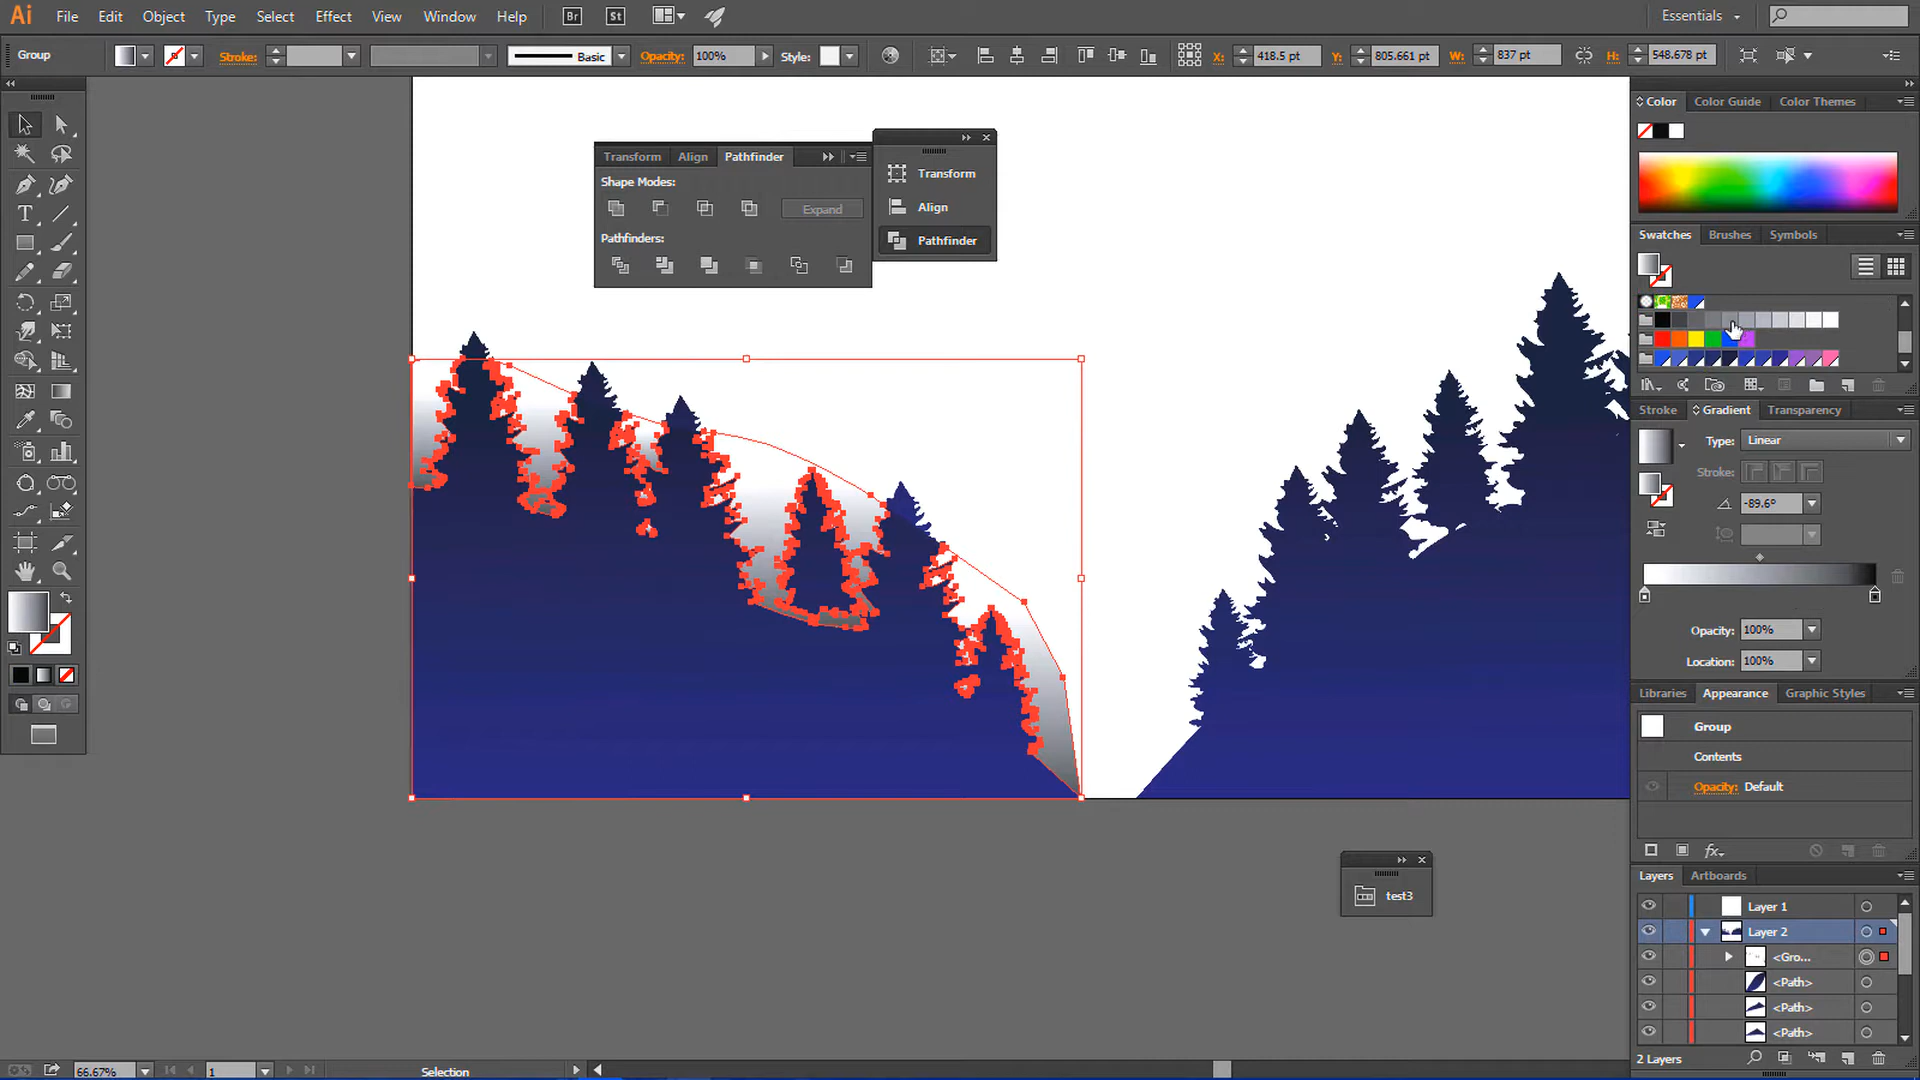 Ai File Edit Object Type Select Effect View Window Help Br St Essentials
Group Stroke: Basic Opacity: 100% Style: X: 418.5 pt Y: 805.661 pt W: 837 pt H: 548.678 pt
Color Color Guide Color Themes
Transform Align Pathfinder
Shape Modes:
Expand
Pathfinders:
Transform
Align
Pathfinder
Swatches Brushes Symbols
Stroke Gradient Transparency
Type: Linear
Stroke:
-89.6°
Opacity: 100%
Location: 100%
Libraries Appearance Graphic Styles
Group
Contents
Opacity: Default
fx
Layers Artboards
Layer 1
Layer 2
<Gro...
<Path>
<Path>
<Path>
2 Layers
test3
66.67% 1 Selection